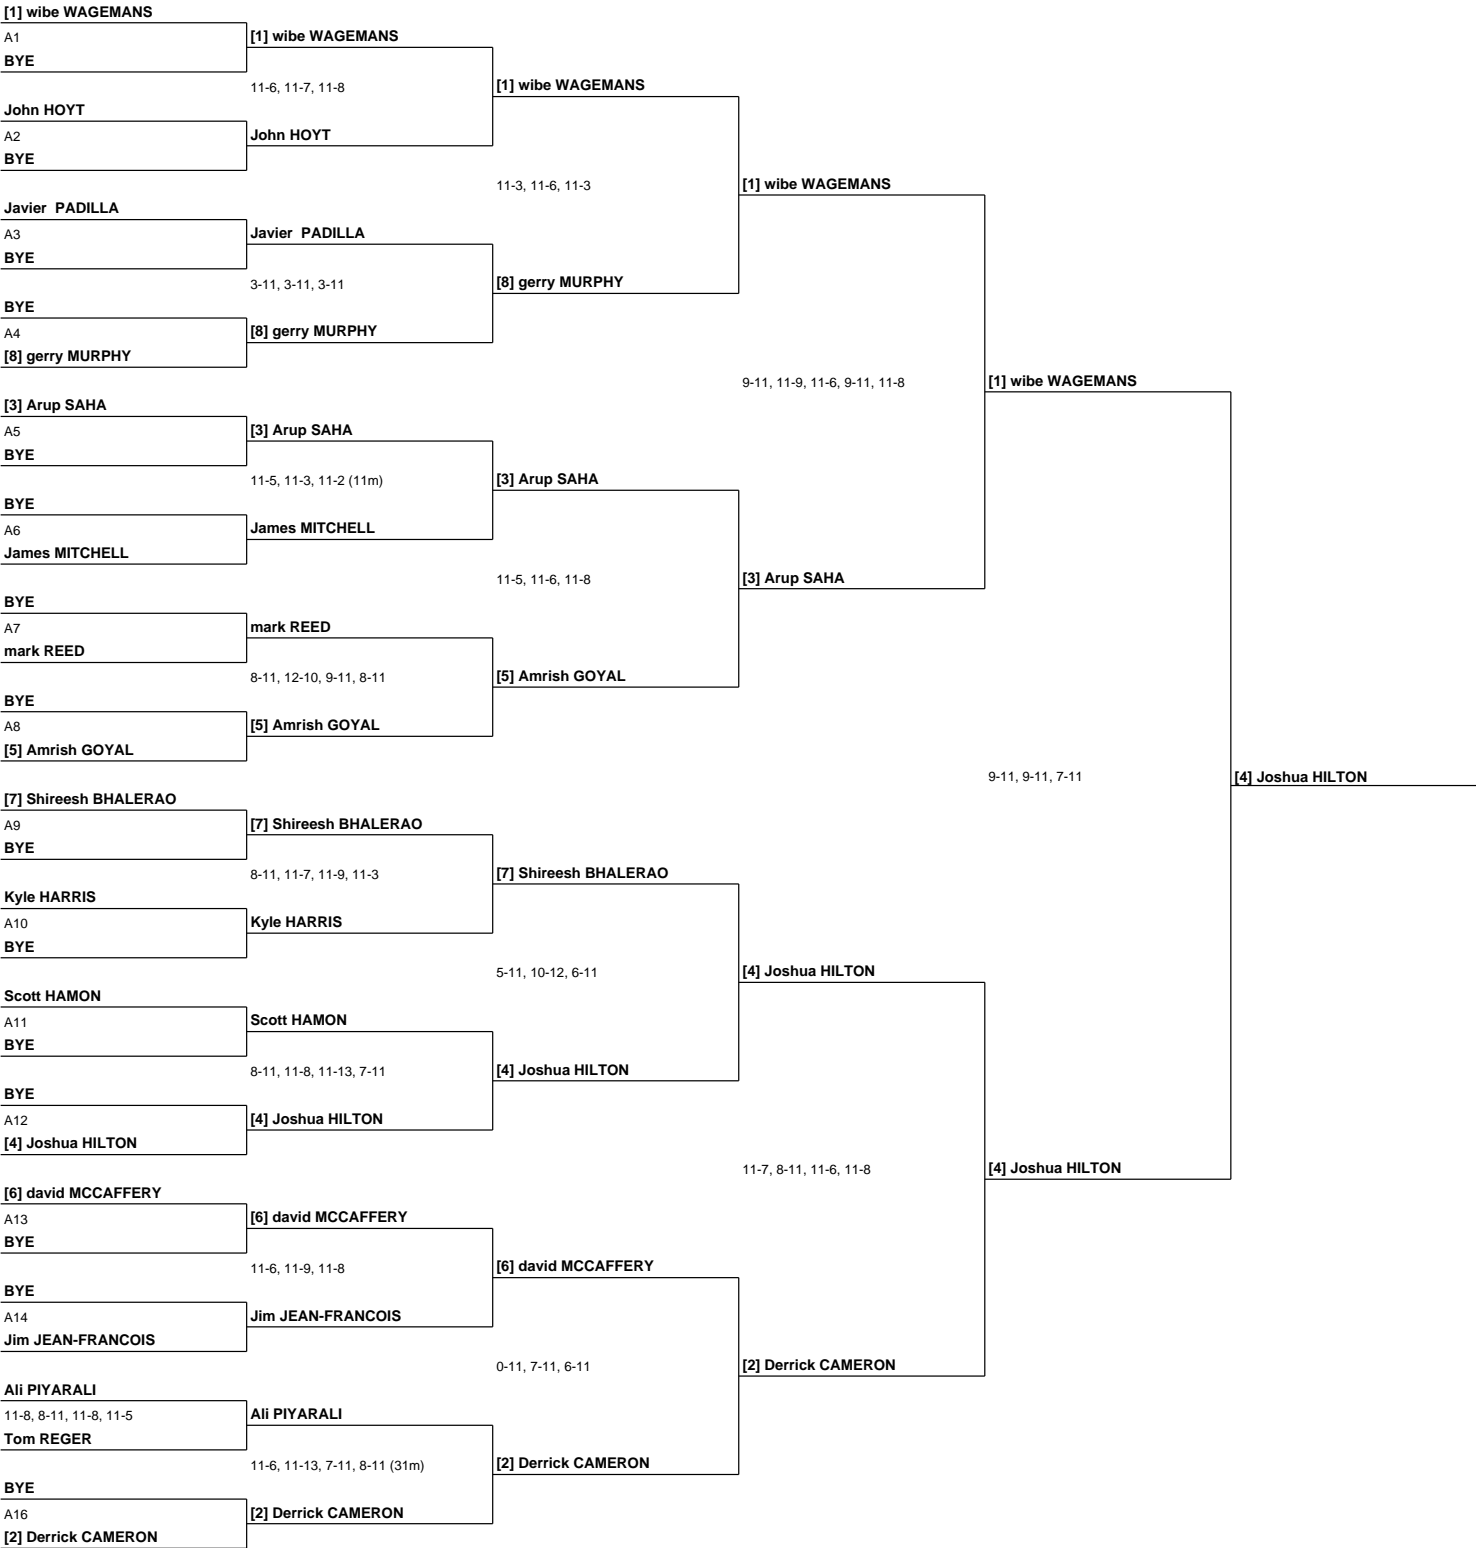 [1] wibe WAGEMANS
A1
BYE
[1] wibe WAGEMANS
11-6, 11-7, 11-8
[1] wibe WAGEMANS
John HOYT
A2
BYE
John HOYT
11-3, 11-6, 11-3
[1] wibe WAGEMANS
Javier  PADILLA
A3
BYE
Javier  PADILLA
3-11, 3-11, 3-11
[8] gerry MURPHY
BYE
A4
[8] gerry MURPHY
[8] gerry MURPHY
9-11, 11-9, 11-6, 9-11, 11-8
[1] wibe WAGEMANS
[3] Arup SAHA
A5
BYE
[3] Arup SAHA
11-5, 11-3, 11-2 (11m)
[3] Arup SAHA
BYE
A6
James MITCHELL
James MITCHELL
11-5, 11-6, 11-8
[3] Arup SAHA
BYE
A7
mark REED
mark REED
8-11, 12-10, 9-11, 8-11
[5] Amrish GOYAL
BYE
A8
[5] Amrish GOYAL
[5] Amrish GOYAL
9-11, 9-11, 7-11
[4] Joshua HILTON
[7] Shireesh BHALERAO
A9
BYE
[7] Shireesh BHALERAO
8-11, 11-7, 11-9, 11-3
[7] Shireesh BHALERAO
Kyle HARRIS
A10
BYE
Kyle HARRIS
5-11, 10-12, 6-11
[4] Joshua HILTON
Scott HAMON
A11
BYE
Scott HAMON
8-11, 11-8, 11-13, 7-11
[4] Joshua HILTON
BYE
A12
[4] Joshua HILTON
[4] Joshua HILTON
11-7, 8-11, 11-6, 11-8
[4] Joshua HILTON
[6] david MCCAFFERY
A13
BYE
[6] david MCCAFFERY
11-6, 11-9, 11-8
[6] david MCCAFFERY
BYE
A14
Jim JEAN-FRANCOIS
Jim JEAN-FRANCOIS
0-11, 7-11, 6-11
[2] Derrick CAMERON
Ali PIYARALI
11-8, 8-11, 11-8, 11-5
Tom REGER
Ali PIYARALI
11-6, 11-13, 7-11, 8-11 (31m)
[2] Derrick CAMERON
BYE
A16
[2] Derrick CAMERON
[2] Derrick CAMERON